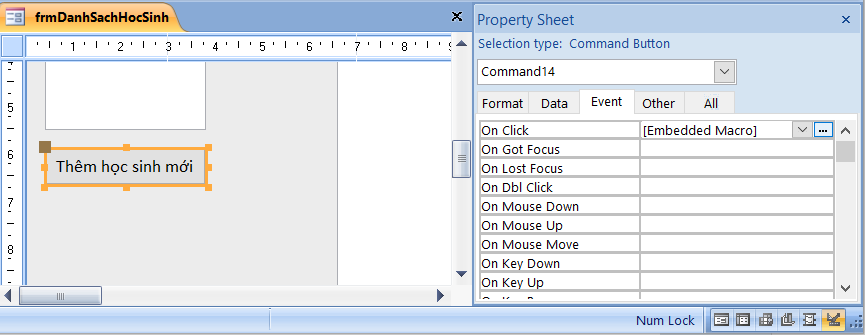 frmDanhSachHocSinh
1 2 3 4 5 6 7 8
5
6
7
8
Thêm học sinh mới
Property Sheet
Selection type: Command Button
Command14
Format Data Event Other All
On Click [Embedded Macro]
On Got Focus
On Lost Focus
On Dbl Click
On Mouse Down
On Mouse Up
On Mouse Move
On Key Down
On Key Up
Num Lock